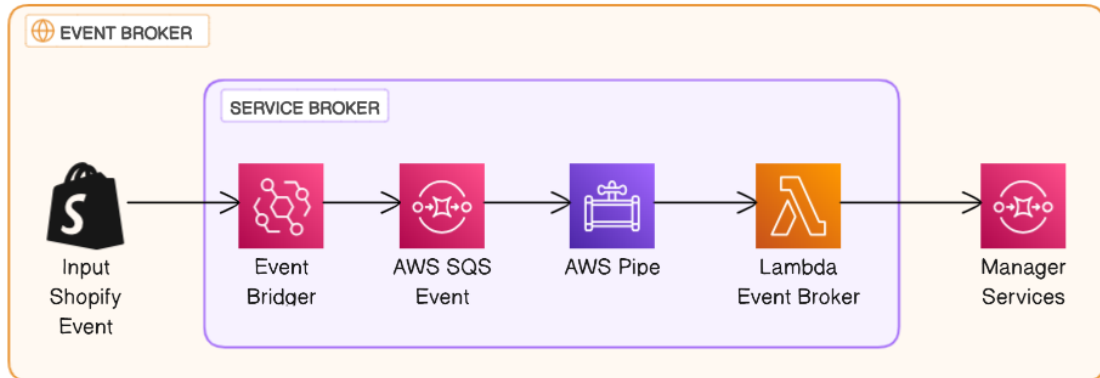 EVENT BROKER
SERVICE BROKER
Input
Shopify
Event
Event
Bridger
AWS SQS
Event
AWS Pipe
Lambda
Event Broker
Manager
Services